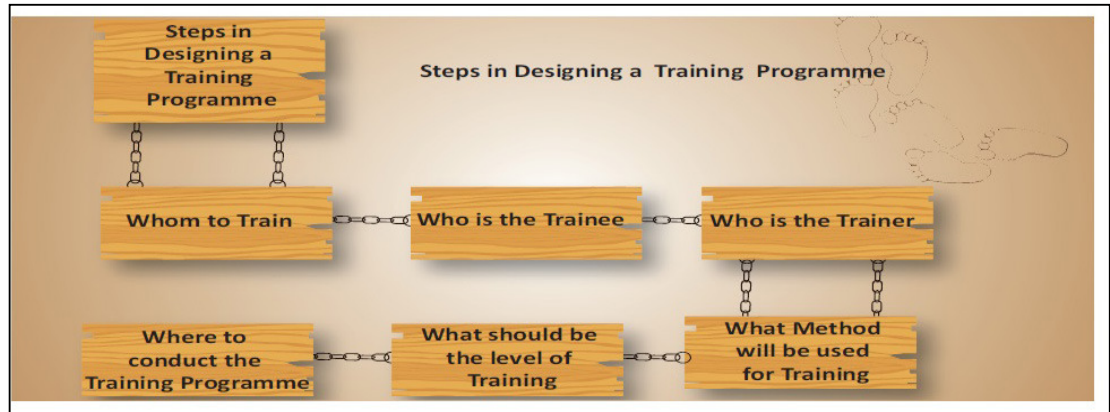 Steps in
Designing a
Training
Programme
Steps in Designing a Training Programme
Whom to Train
Who is the Trainee
Who is the Trainer
What Method
will be used
for Training
What should be
the level of
Training
Where to
conduct the
Training Programme